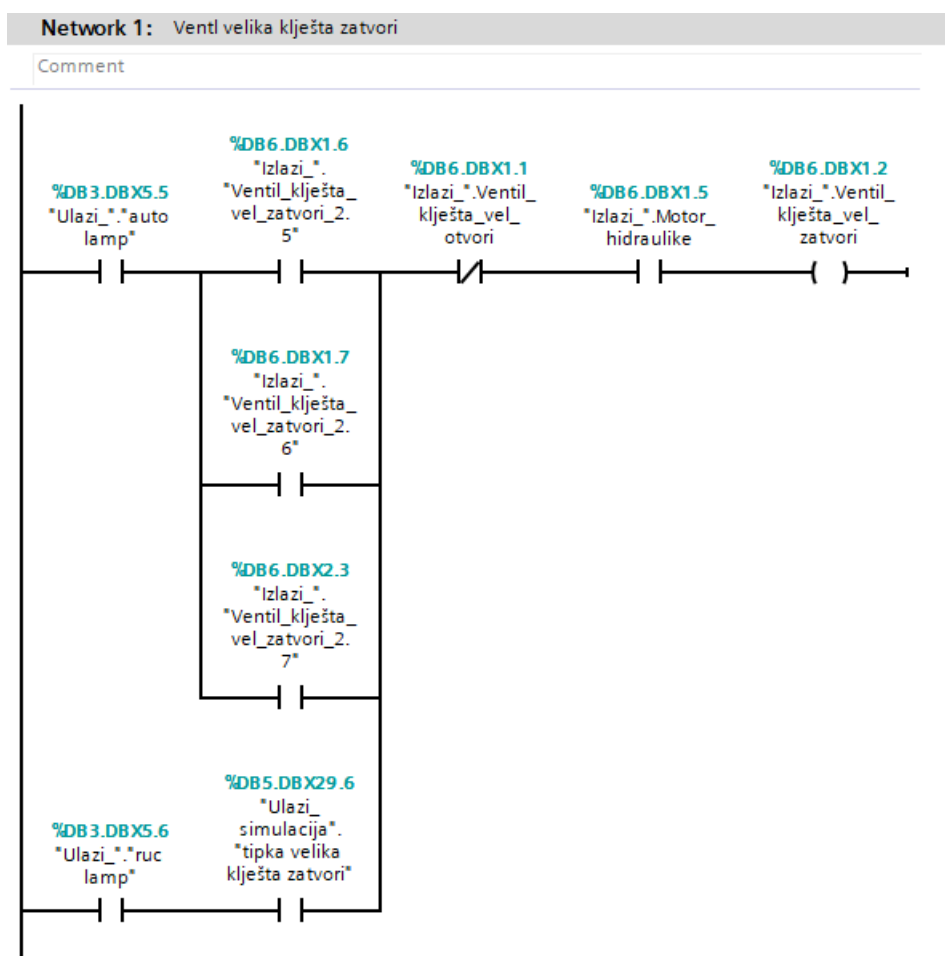 Network 1: Ventl velika klješta zatvori
Comment
%DB3.DBX5.5
"Ulazi_"."auto
lamp"
%DB6.DBX1.6
"Izlazi_".
"Ventil_klješta_
vel_zatvori_2.
5"
%DB6.DBX1.1
"Izlazi_".Ventil_
klješta_vel_
otvori
%DB6.DBX1.5
"Izlazi_".Motor_
hidraulike
%DB6.DBX1.2
"Izlazi_".Ventil_
klješta_vel_
zatvori
%DB6.DBX1.7
"Izlazi_".
"Ventil_klješta_
vel_zatvori_2.
6"
%DB6.DBX2.3
"Izlazi_".
"Ventil_klješta_
vel_zatvori_2.
7"
%DB3.DBX5.6
"Ulazi_"."ruc
lamp"
%DB5.DBX29.6
"Ulazi_
simulacija".
"tipka velika
klješta zatvori"